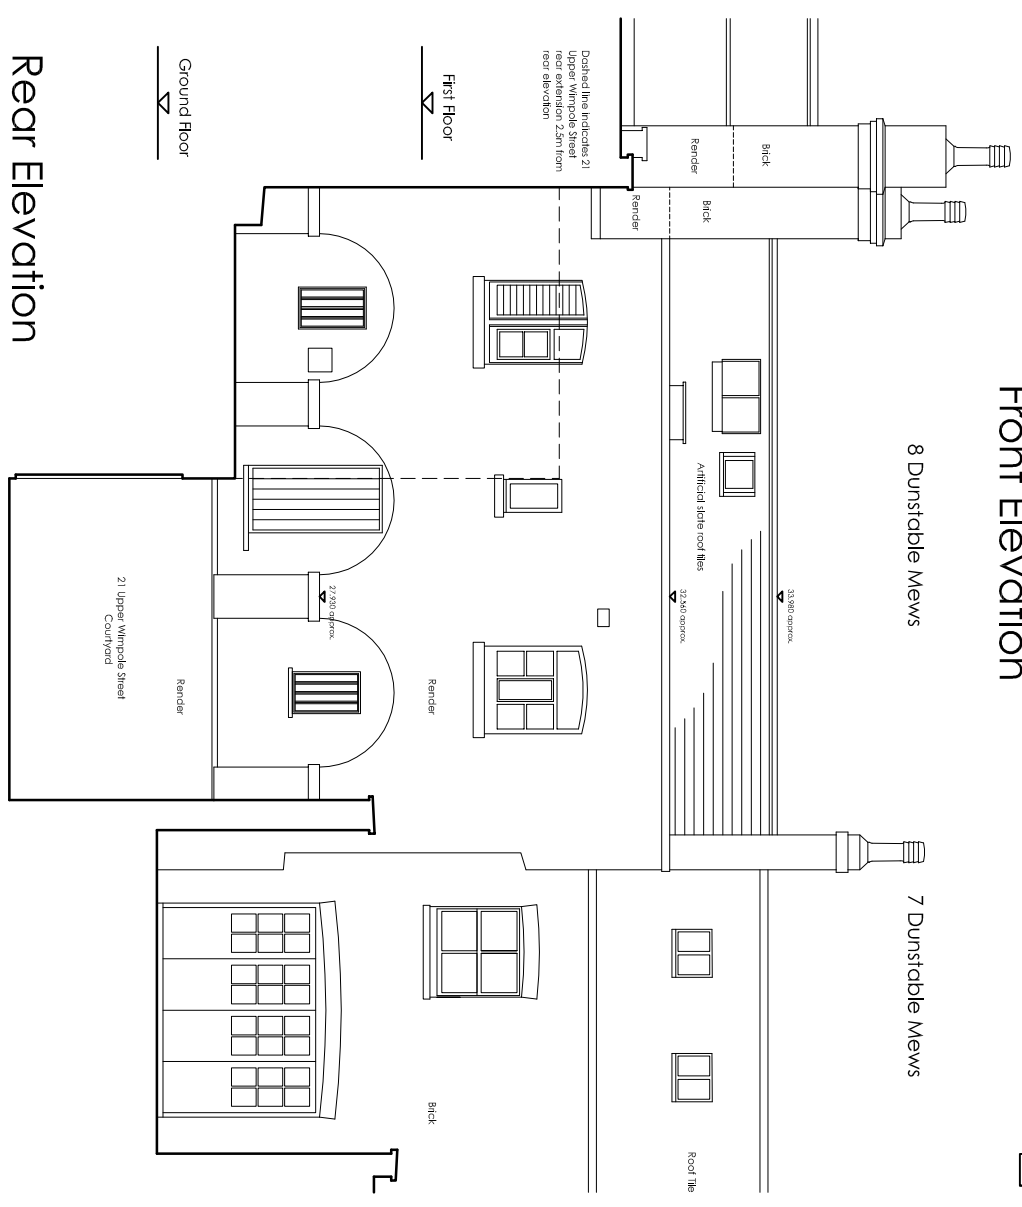 Front Elevation
8 Dunstable Mews
7 Dunstable Mews
Brick
Render
Brick
Render
33.980 approx.
32.560 approx.
Artificial slate roof tiles
Roof Tile
Dashed line indicates 21
Upper Wimpole Street
rear extension 2.5m from
rear elevation
First Floor
Render
Brick
27.930 approx.
Ground Floor
Render
21 Upper Wimpole Street
Courtyard
Rear Elevation